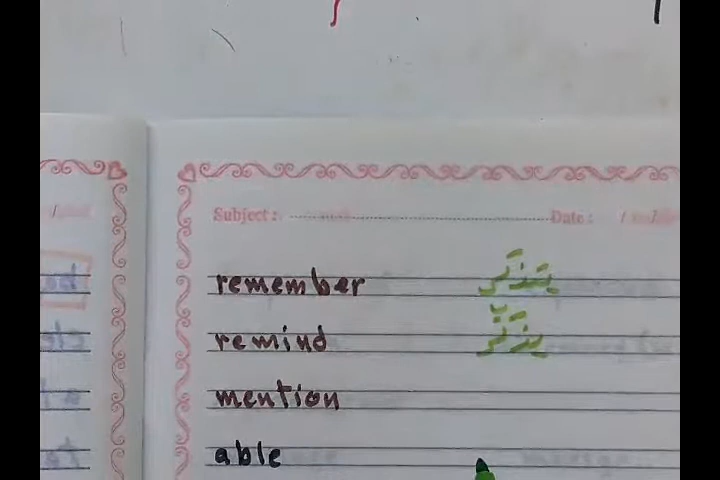 Subject : Date : /
remember يتذكر
remind يذكر
mention
able